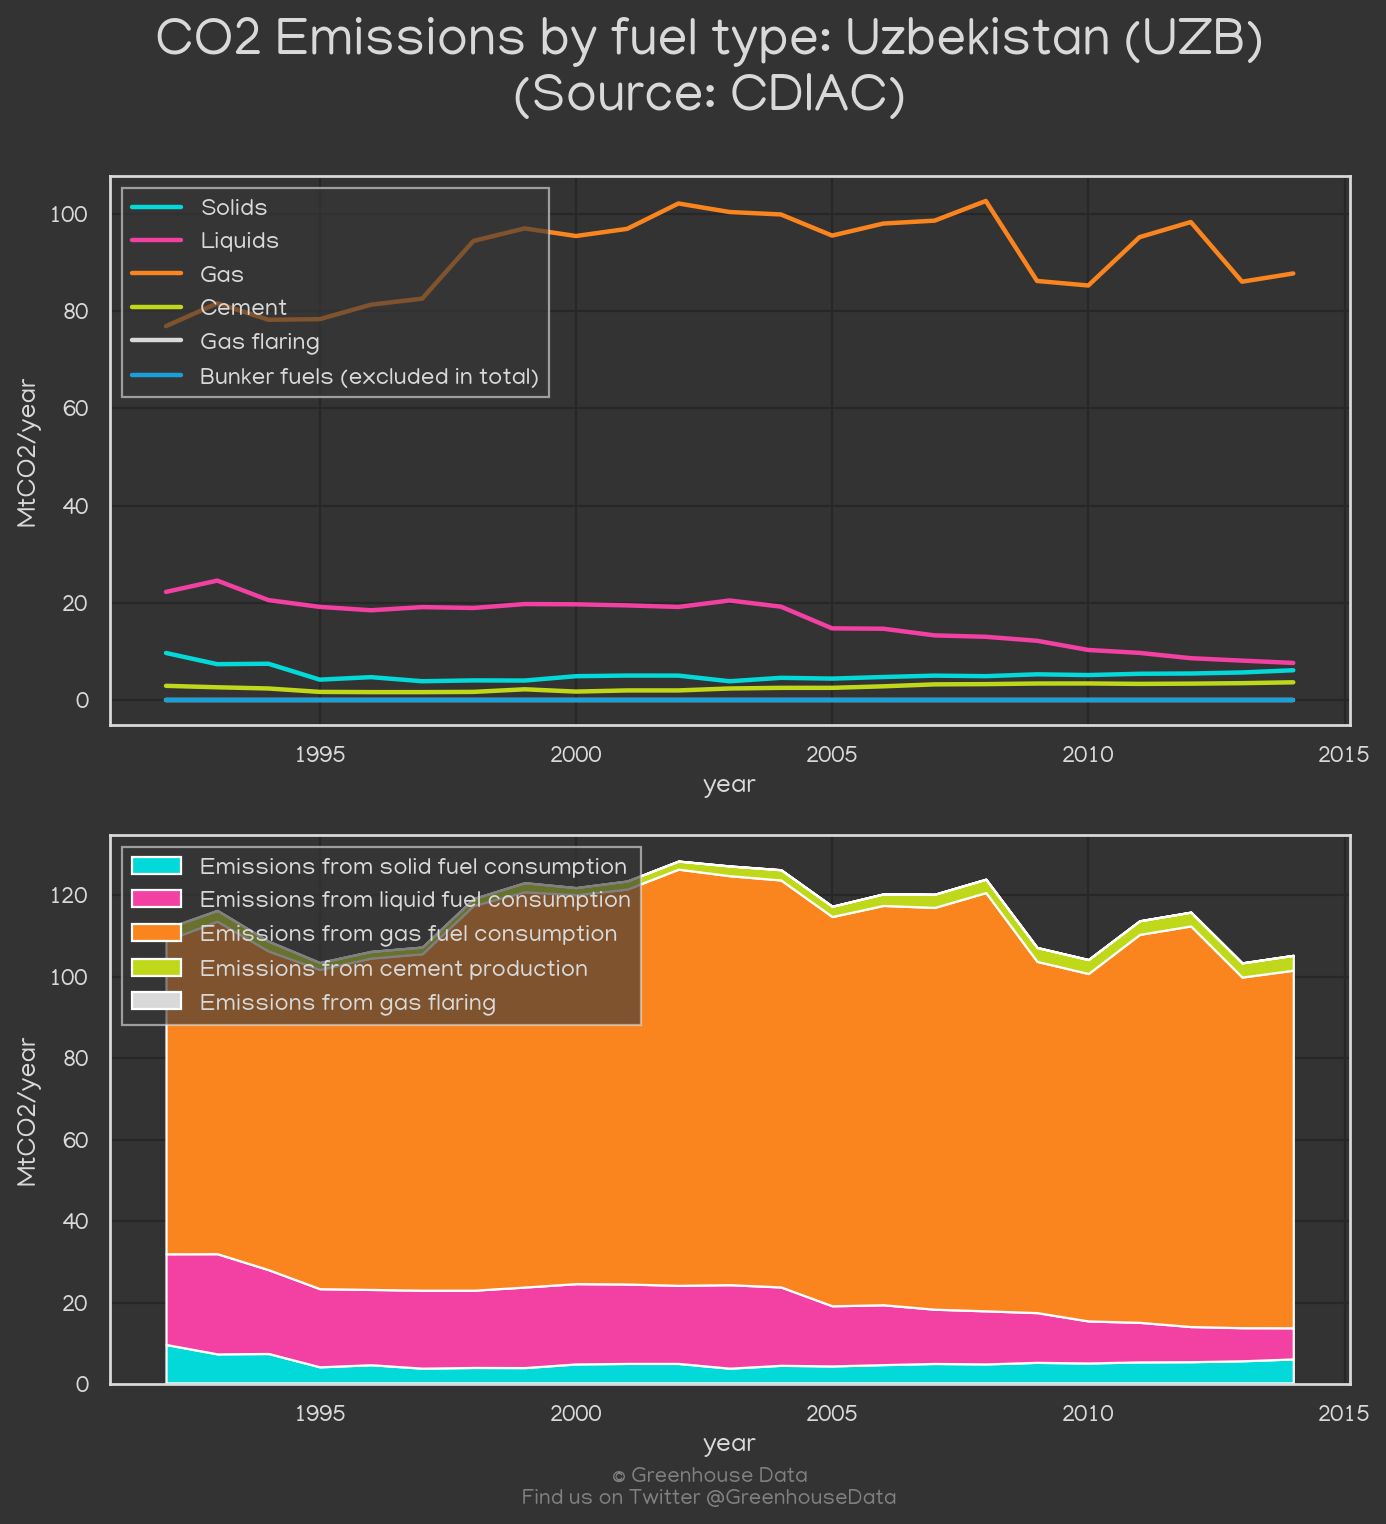 CO2 Emissions by fuel type: Uzbekistan (UZB)
(Source: CDIAC)
Solids
Liquids
Gas
Cement
Gas flaring
Bunker fuels (excluded in total)
100
80
60
40
20
0
MtCO2/year
1995 2000 2005 2010 2015
year
Emissions from solid fuel consumption
Emissions from liquid fuel consumption
Emissions from gas fuel consumption
Emissions from cement production
Emissions from gas flaring
120
100
80
60
40
20
0
MtCO2/year
1995 2000 2005 2010 2015
year
© Greenhouse Data
Find us on Twitter @GreenhouseData